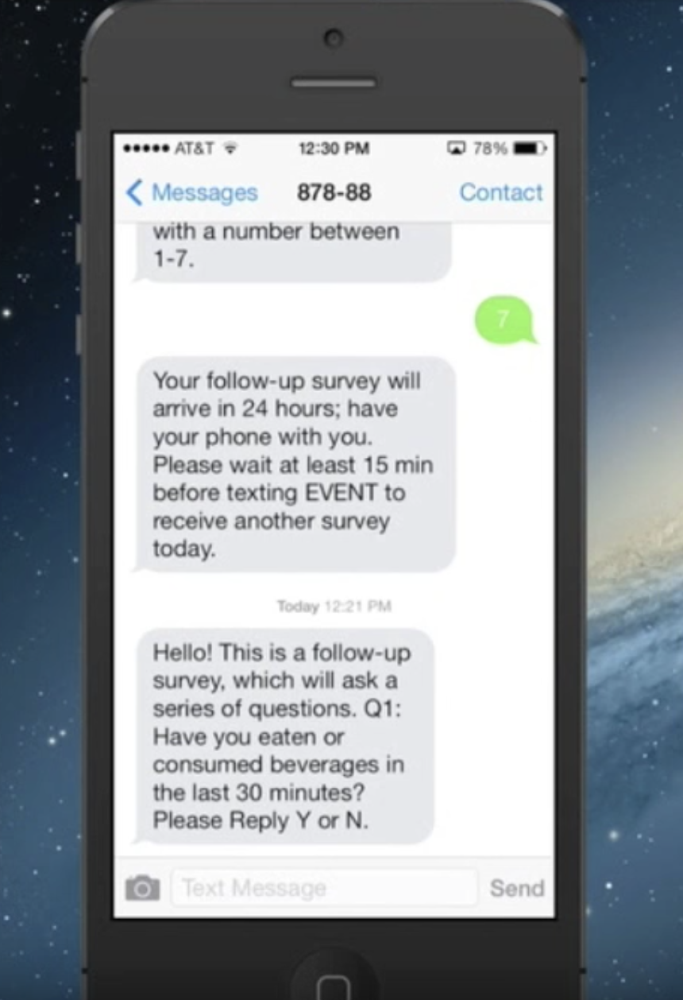 AT&T 12:30 PM 78%
Messages 878-88 Contact
with a number between
1-7.
7
Your follow-up survey will
arrive in 24 hours; have
your phone with you.
Please wait at least 15 min
before texting EVENT to
receive another survey
today.
Today 12:21 PM
Hello! This is a follow-up
survey, which will ask a
series of questions. Q1:
Have you eaten or
consumed beverages in
the last 30 minutes?
Please Reply Y or N.
Text Message Send